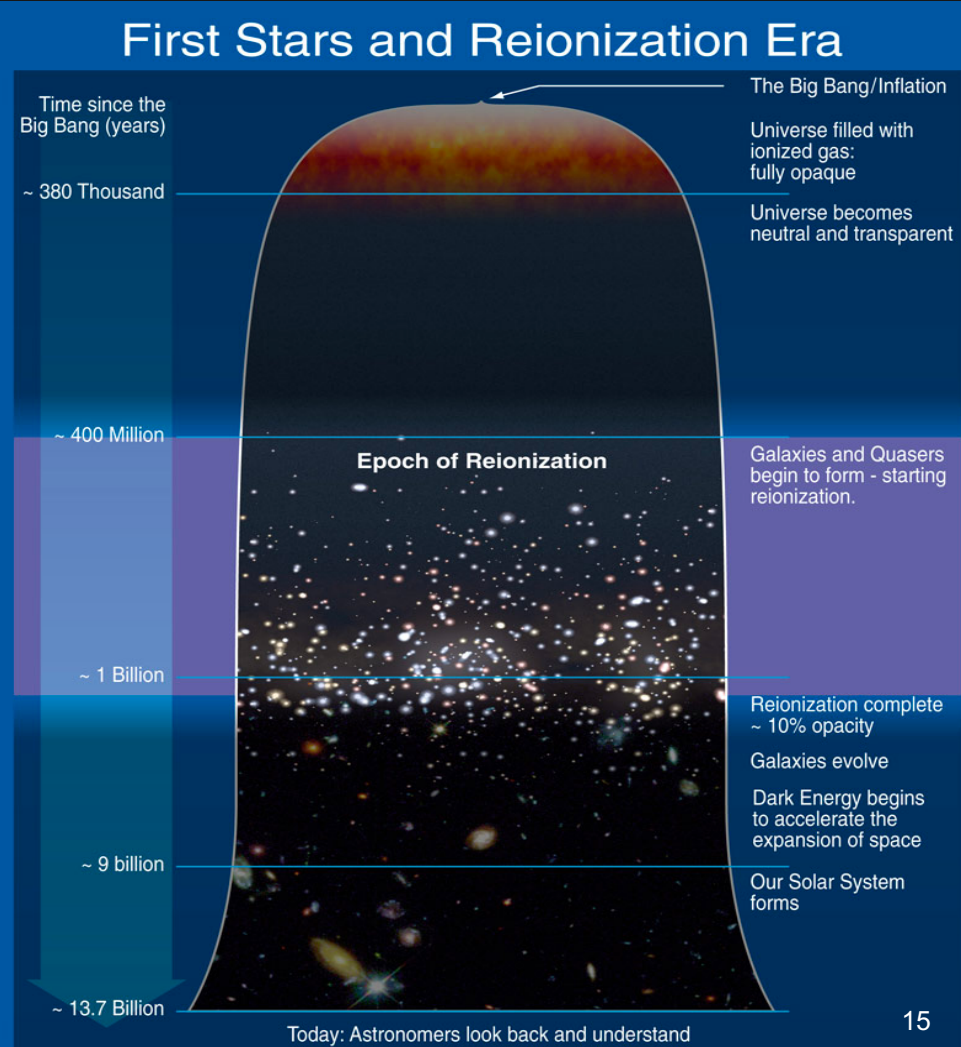 First Stars and Reionization Era
Time since the
Big Bang (years)
The Big Bang/Inflation
Universe filled with
ionized gas:
fully opaque
~ 380 Thousand
Universe becomes
neutral and transparent
~ 400 Million
Epoch of Reionization
Galaxies and Quasers
begin to form - starting
reionization.
~ 1 Billion
Reionization complete
~ 10% opacity
Galaxies evolve
Dark Energy begins
to accelerate the
expansion of space
~ 9 billion
Our Solar System
forms
~ 13.7 Billion
Today: Astronomers look back and understand
15